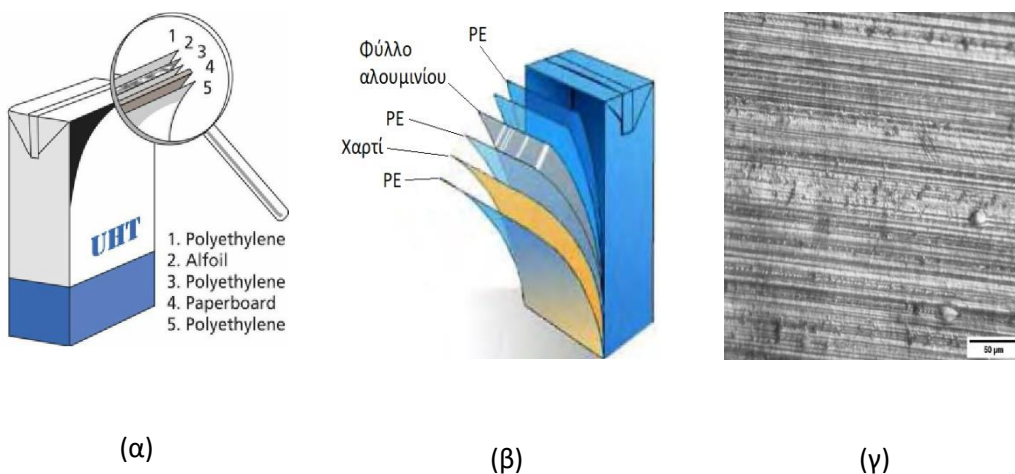 1
2
3
4
5
UHT
1. Polyethylene
2. Alfoil
3. Polyethylene
4. Paperboard
5. Polyethylene
Φύλλο
αλουμινίου
PE
PE
Χαρτί
PE
50 µm
(α)
(β)
(γ)